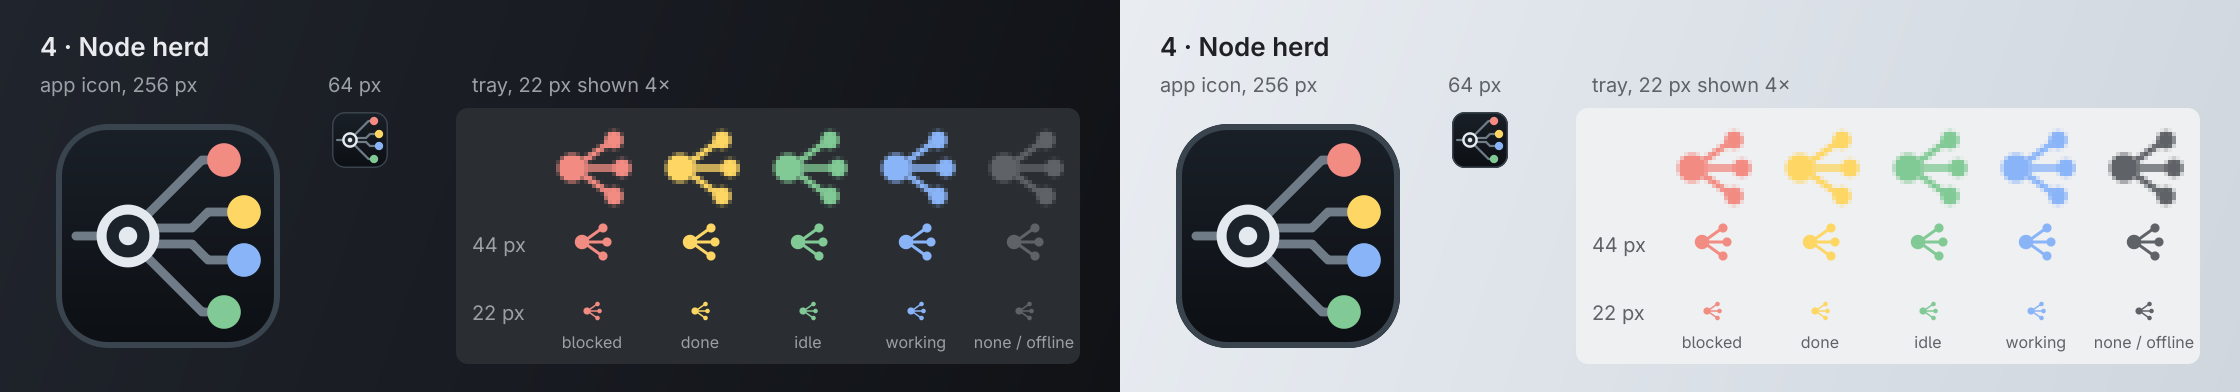 4 · Node herd
app icon, 256 px
64 px
tray, 22 px shown 4×
44 px
22 px
blocked
done
idle
working
none / offline
4 · Node herd
app icon, 256 px
64 px
tray, 22 px shown 4×
44 px
22 px
blocked
done
idle
working
none / offline